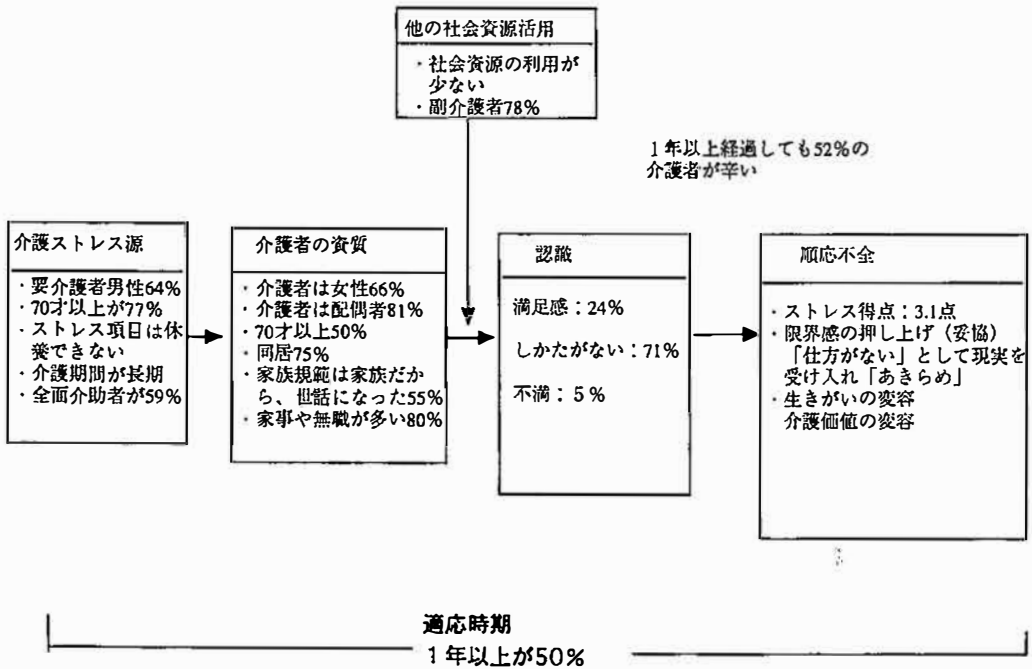 他の社会資源活用
・社会資源の利用が
少ない
・副介護者78%
1年以上経過しても52%の
介護者が辛い
介護ストレス源
・要介護者男性64%
・70才以上が77%
・ストレス項目は休
養できない
・介護期間が長期
・全面介助者が59%
介護者の資質
・介護者は女性66%
・介護者は配偶者81%
・70才以上50%
・同居75%
・家族規範は家族だか
ら、世話になった55%
・家事や無職が多い80%
認識
満足感：24%
しかたがない：71%
不満：5%
順応不全
・ストレス得点：3.1点
・限界感の押し上げ（妥協）
「仕方がない」として現実を
受け入れ「あきらめ」
・生きがいの変容
介護価値の変容
適応時期
1年以上が50%